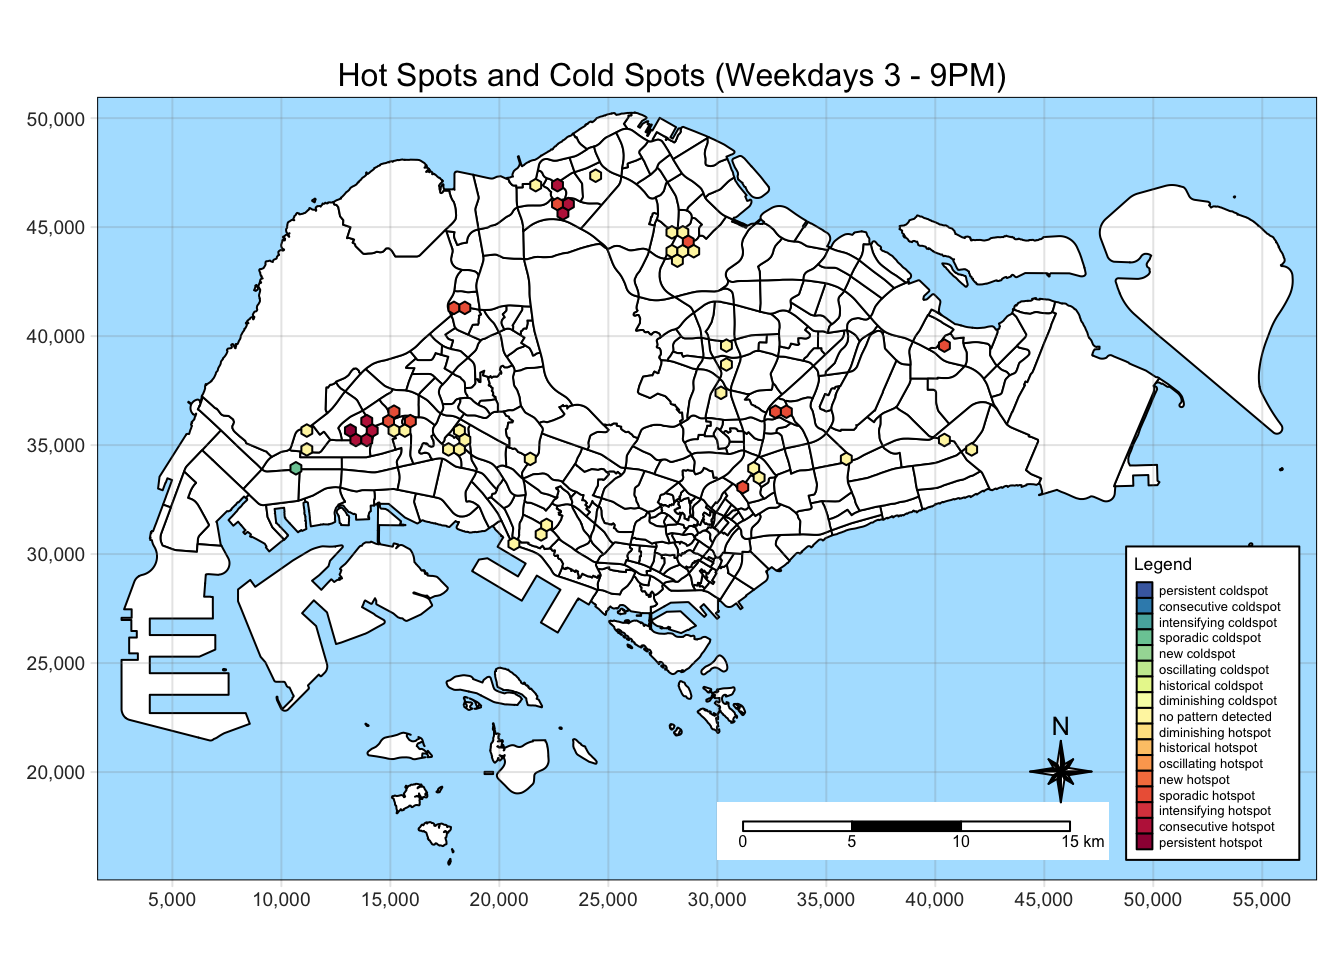 Hot Spots and Cold Spots (Weekdays 3 - 9PM)
50,000
45,000
40,000
35,000
30,000
25,000
20,000
Legend
persistent coldspot
consecutive coldspot
intensifying coldspot
sporadic coldspot
new coldspot
oscillating coldspot
historical coldspot
diminishing coldspot
no pattern detected
diminishing hotspot
historical hotspot
oscillating hotspot
new hotspot
sporadic hotspot
intensifying hotspot
consecutive hotspot
persistent hotspot
N
0 5 10 15 km
5,000 10,000 15,000 20,000 25,000 30,000 35,000 40,000 45,000 50,000 55,000